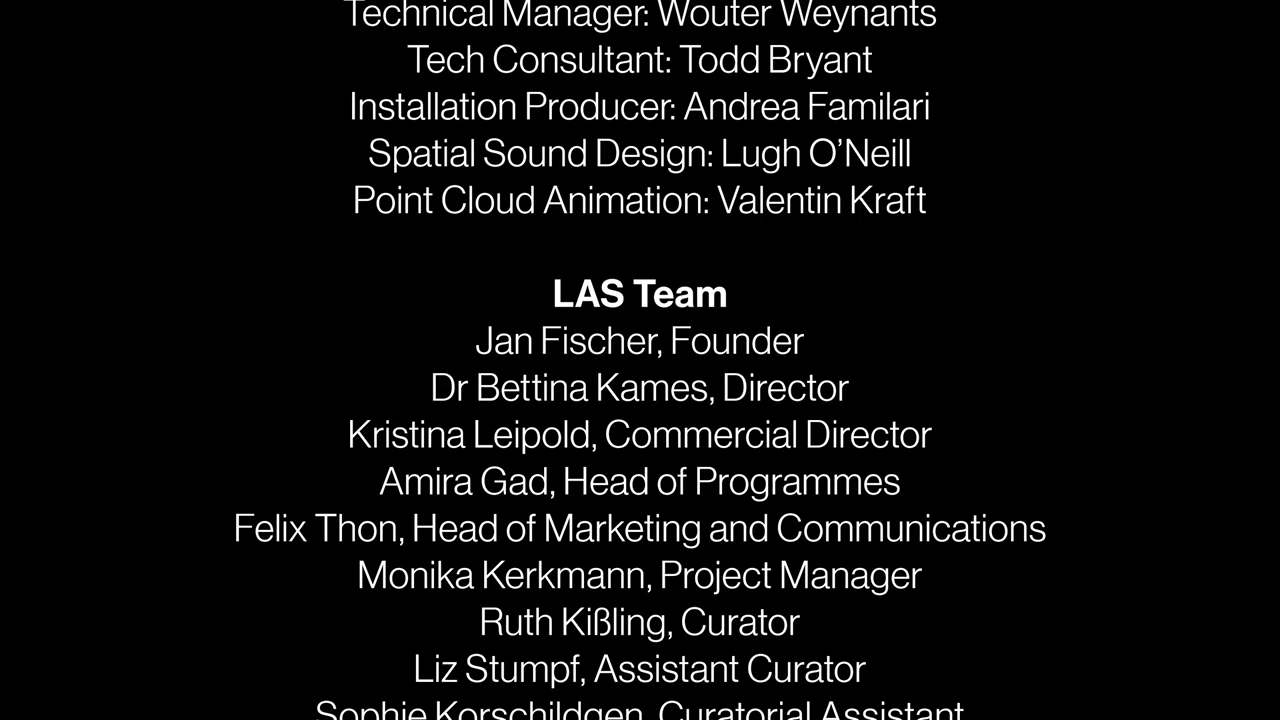 Technical Manager: Wouter Weynants
Tech Consultant: Todd Bryant
Installation Producer: Andrea Familari
Spatial Sound Design: Lugh O’Neill
Point Cloud Animation: Valentin Kraft
LAS Team
Jan Fischer, Founder
Dr Bettina Kames, Director
Kristina Leipold, Commercial Director
Amira Gad, Head of Programmes
Felix Thon, Head of Marketing and Communications
Monika Kerkmann, Project Manager
Ruth Kißling, Curator
Liz Stumpf, Assistant Curator
Sophie Korschildgen, Curatorial Assistant